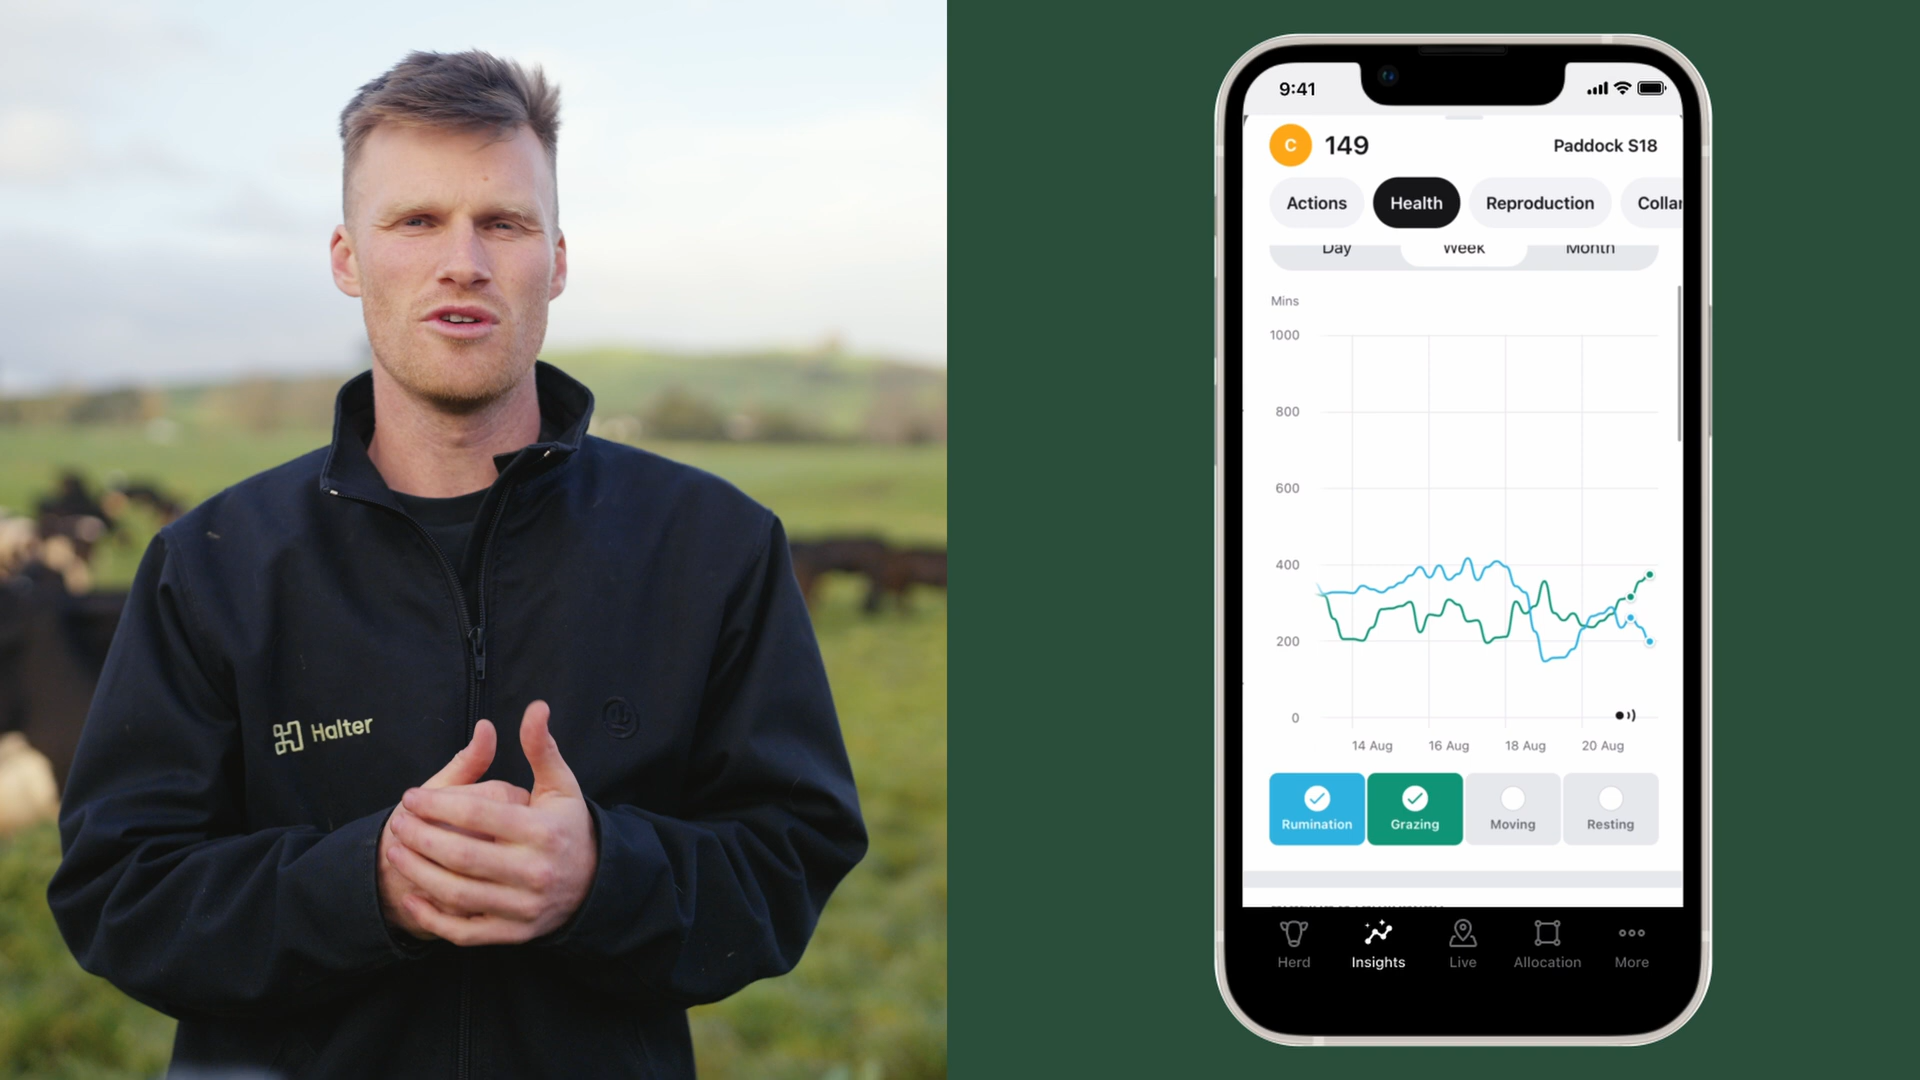 Halter
9:41
C 149 Paddock S18
Actions Health Reproduction Collar
Day Week Month
Mins
1000
800
600
400
200
0
14 Aug 16 Aug 18 Aug 20 Aug
Rumination Grazing Moving Resting
Herd Insights Live Allocation More